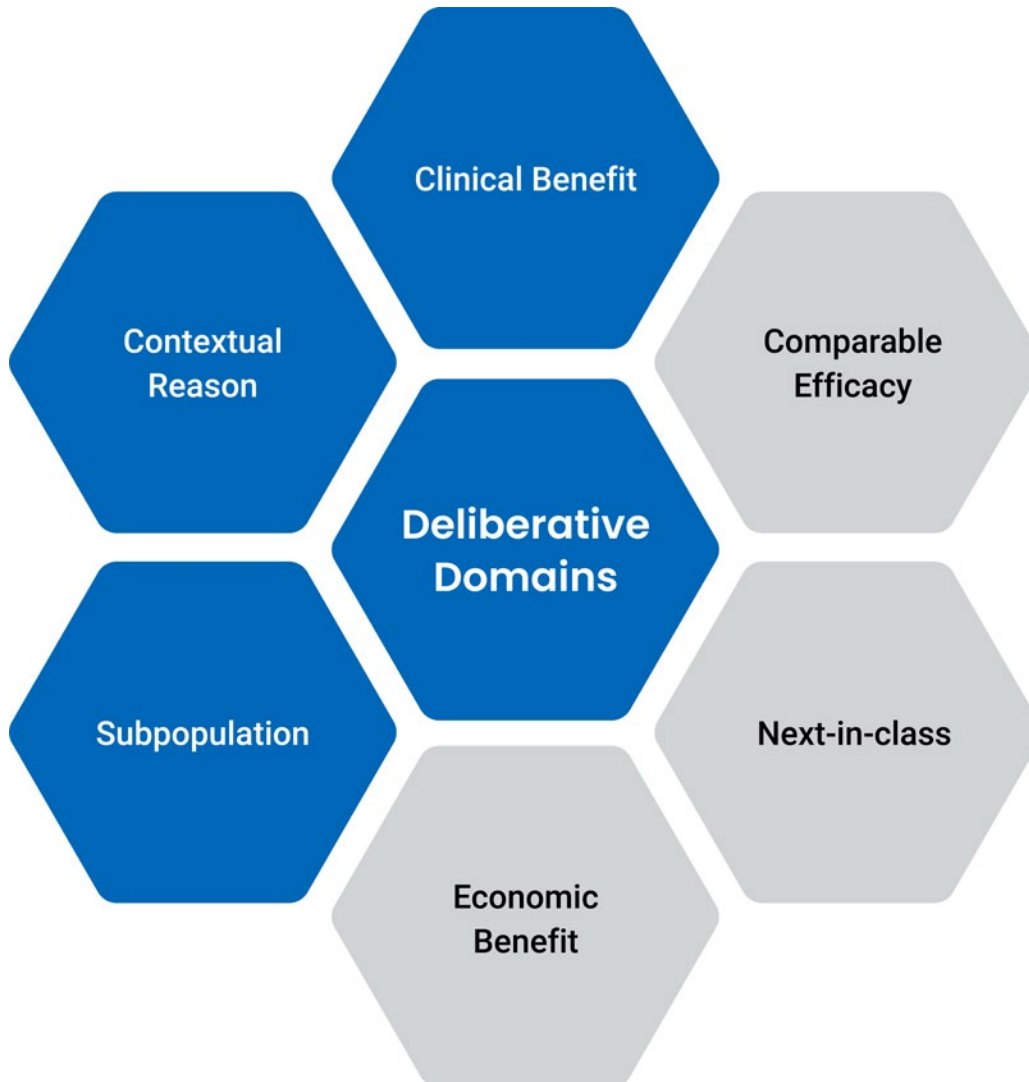 Clinical Benefit
Contextual
Reason
Comparable
Efficacy
Deliberative
Domains
Subpopulation
Next-in-class
Economic
Benefit